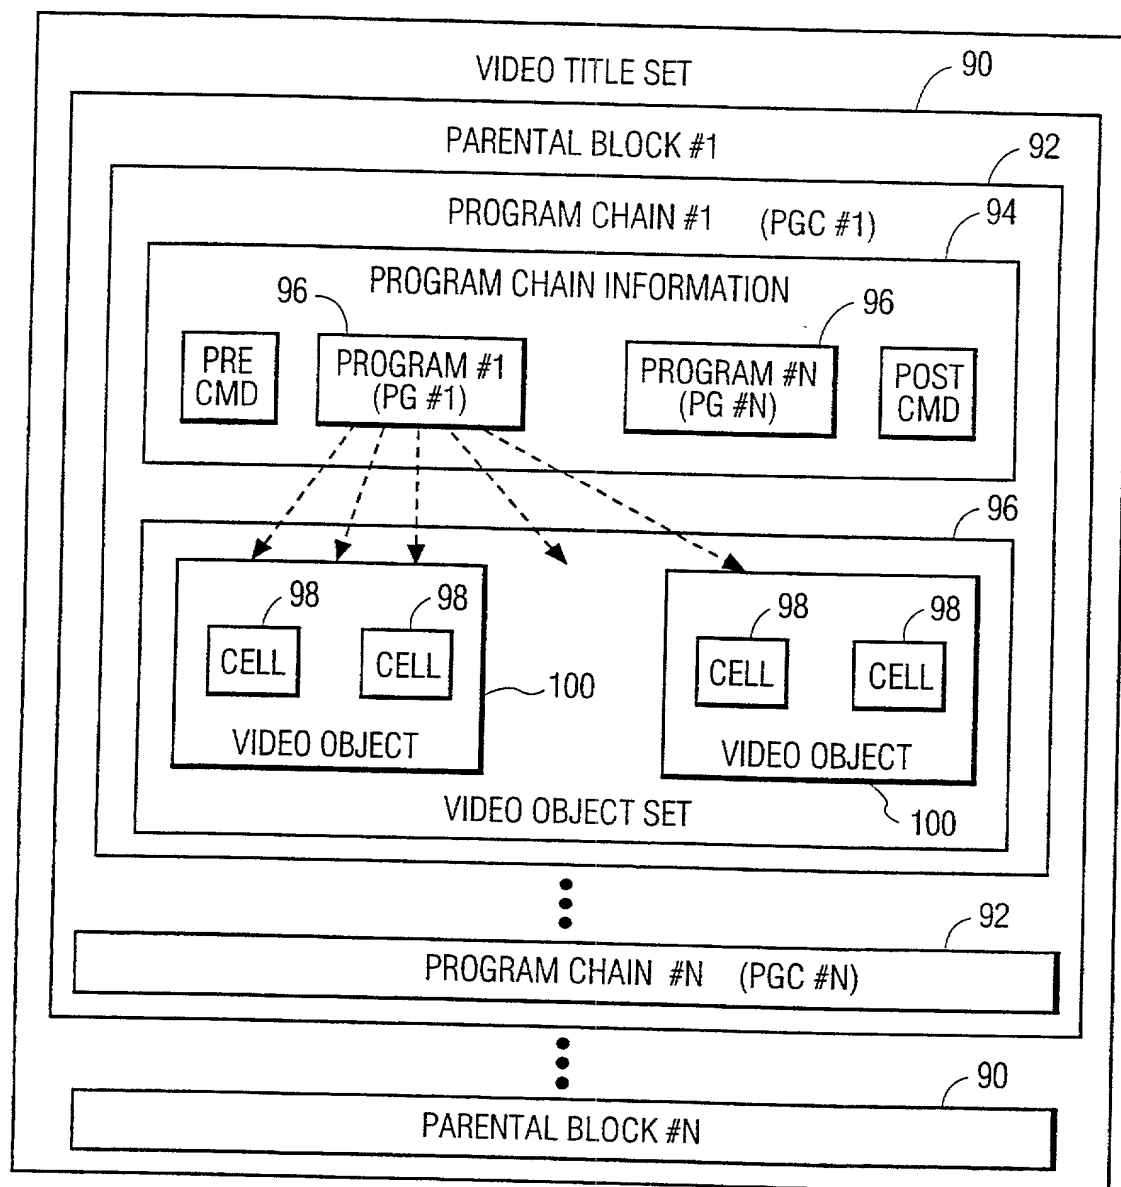 VIDEO TITLE SET
90
PARENTAL BLOCK #1
92
PROGRAM CHAIN #1 (PGC #1)
94
PROGRAM CHAIN INFORMATION
96
96
PRE
CMD
PROGRAM #1
(PG #1)
PROGRAM #N
(PG #N)
POST
CMD
96
98
98
98
98
CELL
CELL
CELL
CELL
100
VIDEO OBJECT
VIDEO OBJECT
VIDEO OBJECT SET
100
92
PROGRAM CHAIN #N (PGC #N)
90
PARENTAL BLOCK #N